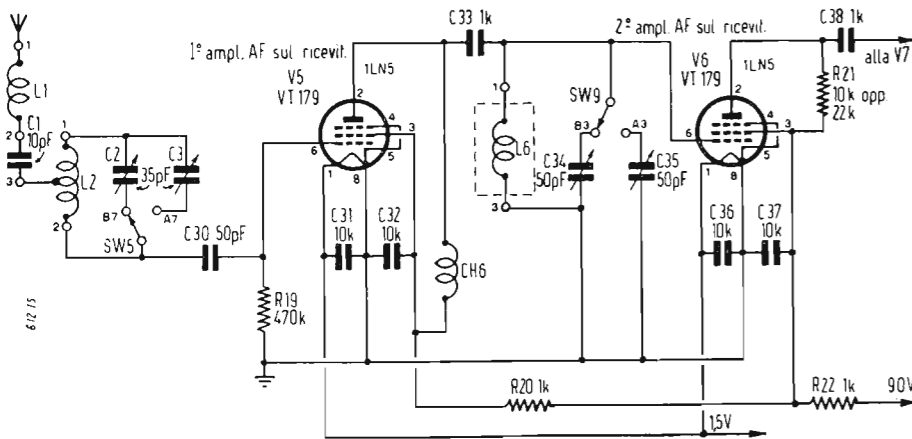 C33 1k
2º ampl. AF sul ricevit.
C38 1k
1º ampl. AF sul ricevit.
V5
VT 179
1LN5
V6
VT 179
1LN5
alla V7
R21
10k opp.
22k
1
L1
2
C1
10pF
3
1
L2
2
C2
35pF
C3
B7
A7
SW5
C30 50pF
R19
470k
2
4
3
5
6
1
8
C31
10k
C32
10k
CH6
1
L6
3
SW9
B3
A3
C34
50pF
C35
50pF
2
4
3
5
6
1
8
C36
10k
C37
10k
R20 1k
R22 1k
90V
1,5V